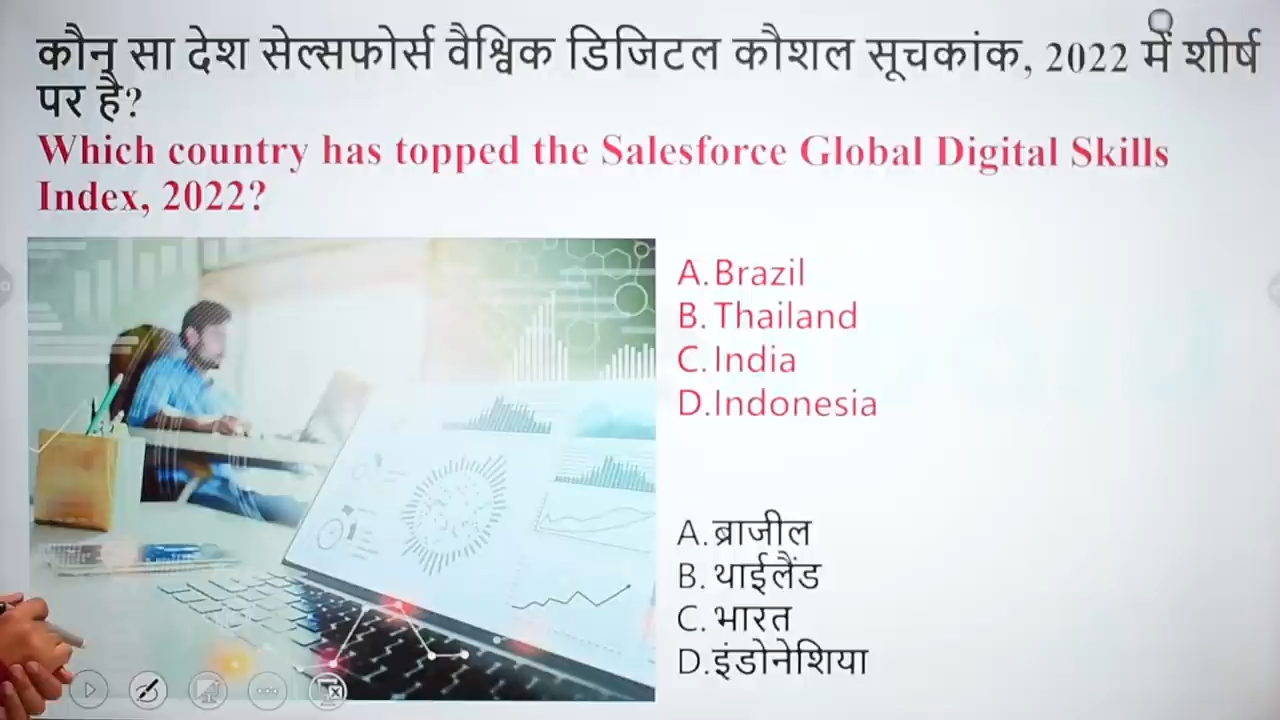 कौन सा देश सेल्सफोर्स वैश्विक डिजिटल कौशल सूचकांक, 2022 में शीर्ष
पर है?
Which country has topped the Salesforce Global Digital Skills
Index, 2022?
A.Brazil
B.Thailand
C.India
D.Indonesia
A.ब्राजील
B.थाईलैंड
C.भारत
D.इंडोनेशिया